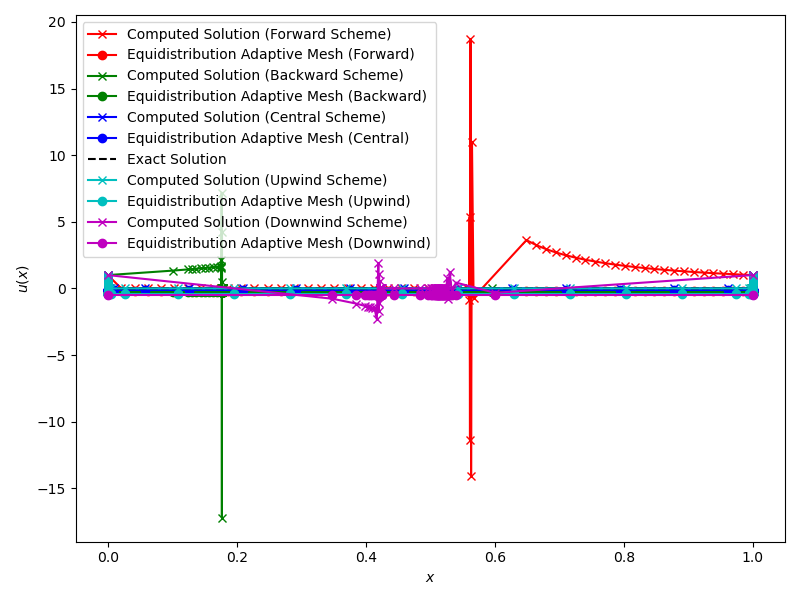 20
15
10
5
0
−5
−10
−15
u(x)
Computed Solution (Forward Scheme)
Equidistribution Adaptive Mesh (Forward)
Computed Solution (Backward Scheme)
Equidistribution Adaptive Mesh (Backward)
Computed Solution (Central Scheme)
Equidistribution Adaptive Mesh (Central)
Exact Solution
Computed Solution (Upwind Scheme)
Equidistribution Adaptive Mesh (Upwind)
Computed Solution (Downwind Scheme)
Equidistribution Adaptive Mesh (Downwind)
0.0 0.2 0.4 0.6 0.8 1.0
x